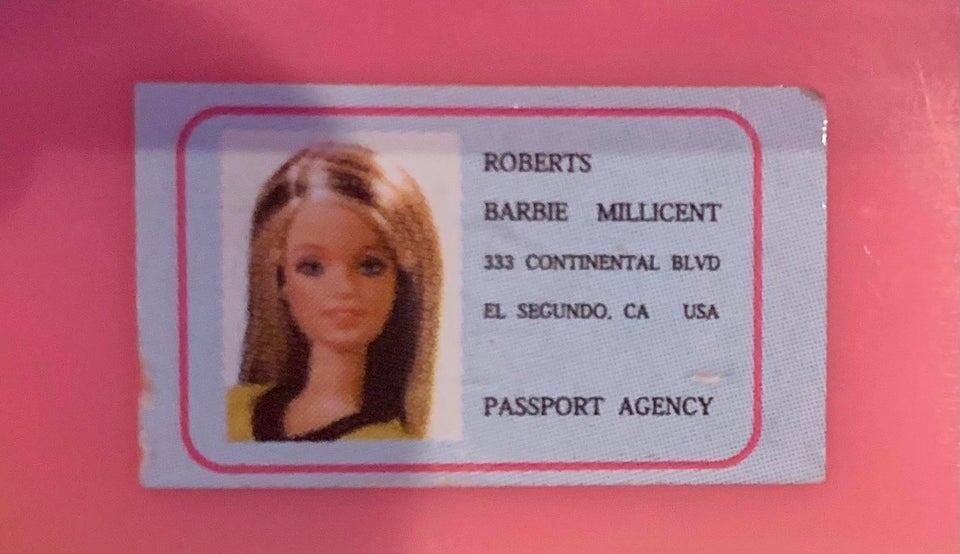 ROBERTS
BARBIE MILLICENT
333 CONTINENTAL BLVD
EL SEGUNDO, CA USA
PASSPORT AGENCY